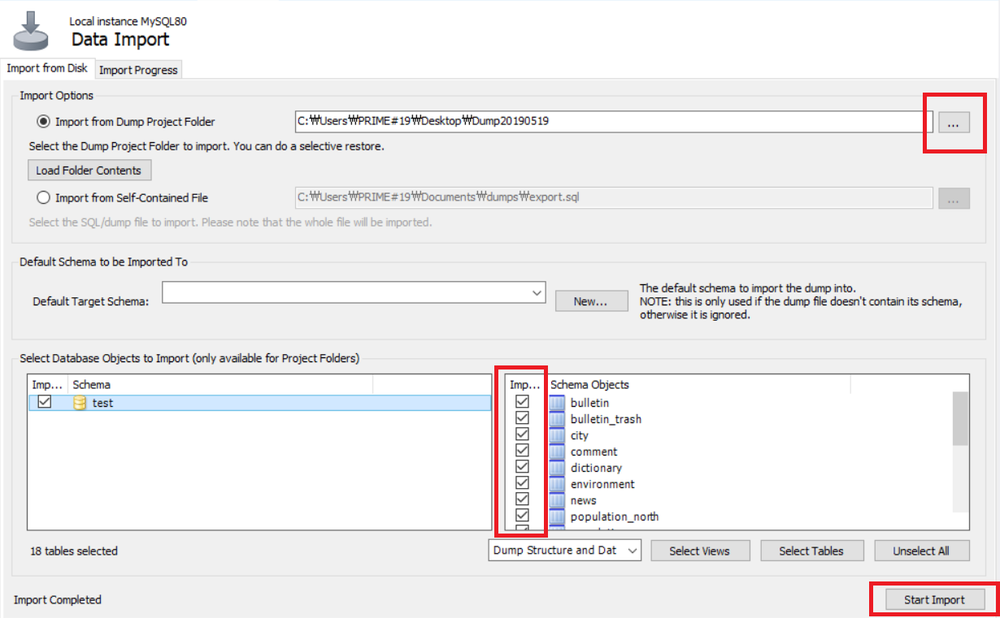 Local instance MySQL80
Data Import
Import from Disk
Import Progress
Import Options
Import from Dump Project Folder
C:₩Users₩PRIME#19₩Desktop₩Dump20190519
...
Select the Dump Project Folder to import. You can do a selective restore.
Load Folder Contents
Import from Self-Contained File
C:₩Users₩PRIME#19₩Documents₩dumps₩export.sql
...
Select the SQL/dump file to import. Please note that the whole file will be imported.
Default Schema to be Imported To
Default Target Schema:
New...
The default schema to import the dump into.
NOTE: this is only used if the dump file doesn't contain its schema,
otherwise it is ignored.
Select Database Objects to Import (only available for Project Folders)
Imp... Schema
test
Imp... Schema Objects
bulletin
bulletin_trash
city
comment
dictionary
environment
news
population_north
18 tables selected
Dump Structure and Dat
Select Views
Select Tables
Unselect All
Import Completed
Start Import